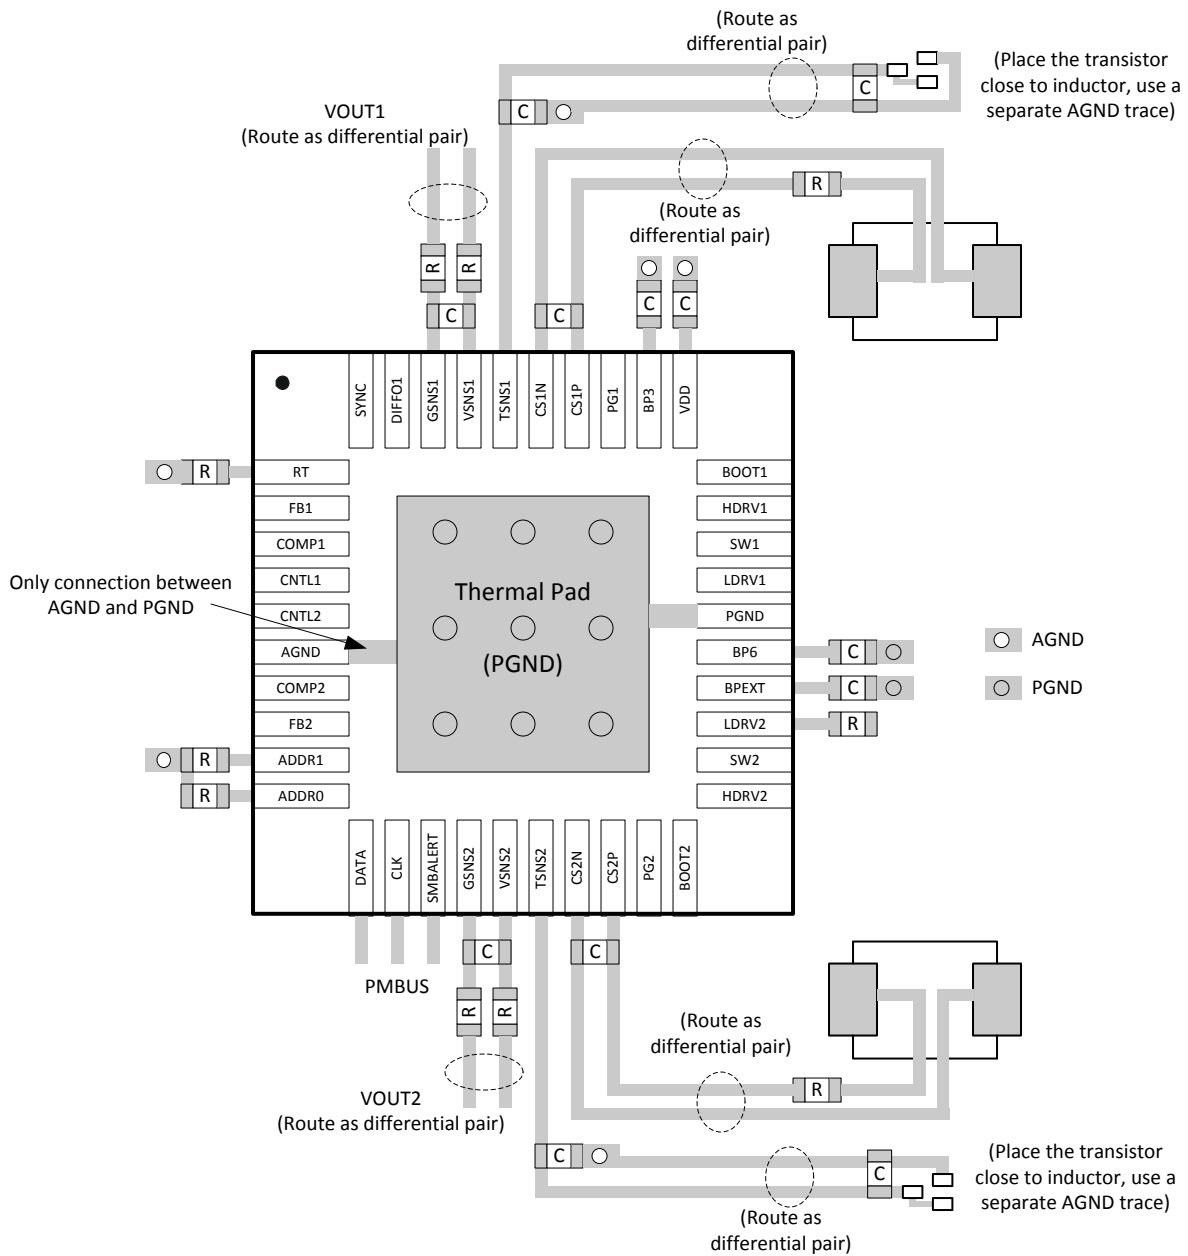 (Route as
differential pair)
(Place the transistor
close to inductor, use a
separate AGND trace)
C
C
VOUT1
(Route as differential pair)
R
(Route as
differential pair)
R
R
C
C
C
C
C
SYNC
DIFFO1
GSNS1
VSNS1
TSNS1
CS1N
CS1P
PG1
BP3
VDD
R
RT
FB1
COMP1
CNTL1
CNTL2
AGND
COMP2
FB2
R
ADDR1
R
ADDR0
Only connection between
AGND and PGND
Thermal Pad
(PGND)
BOOT1
HDRV1
SW1
LDRV1
PGND
BP6
C
BPEXT
C
LDRV2
R
SW2
HDRV2
AGND
PGND
DATA
CLK
SMBALERT
GSNS2
VSNS2
TSNS2
CS2N
CS2P
PG2
BOOT2
C
C
PMBUS
R
R
(Route as
differential pair)
R
VOUT2
(Route as differential pair)
C
C
(Place the transistor
close to inductor, use a
separate AGND trace)
(Route as
differential pair)